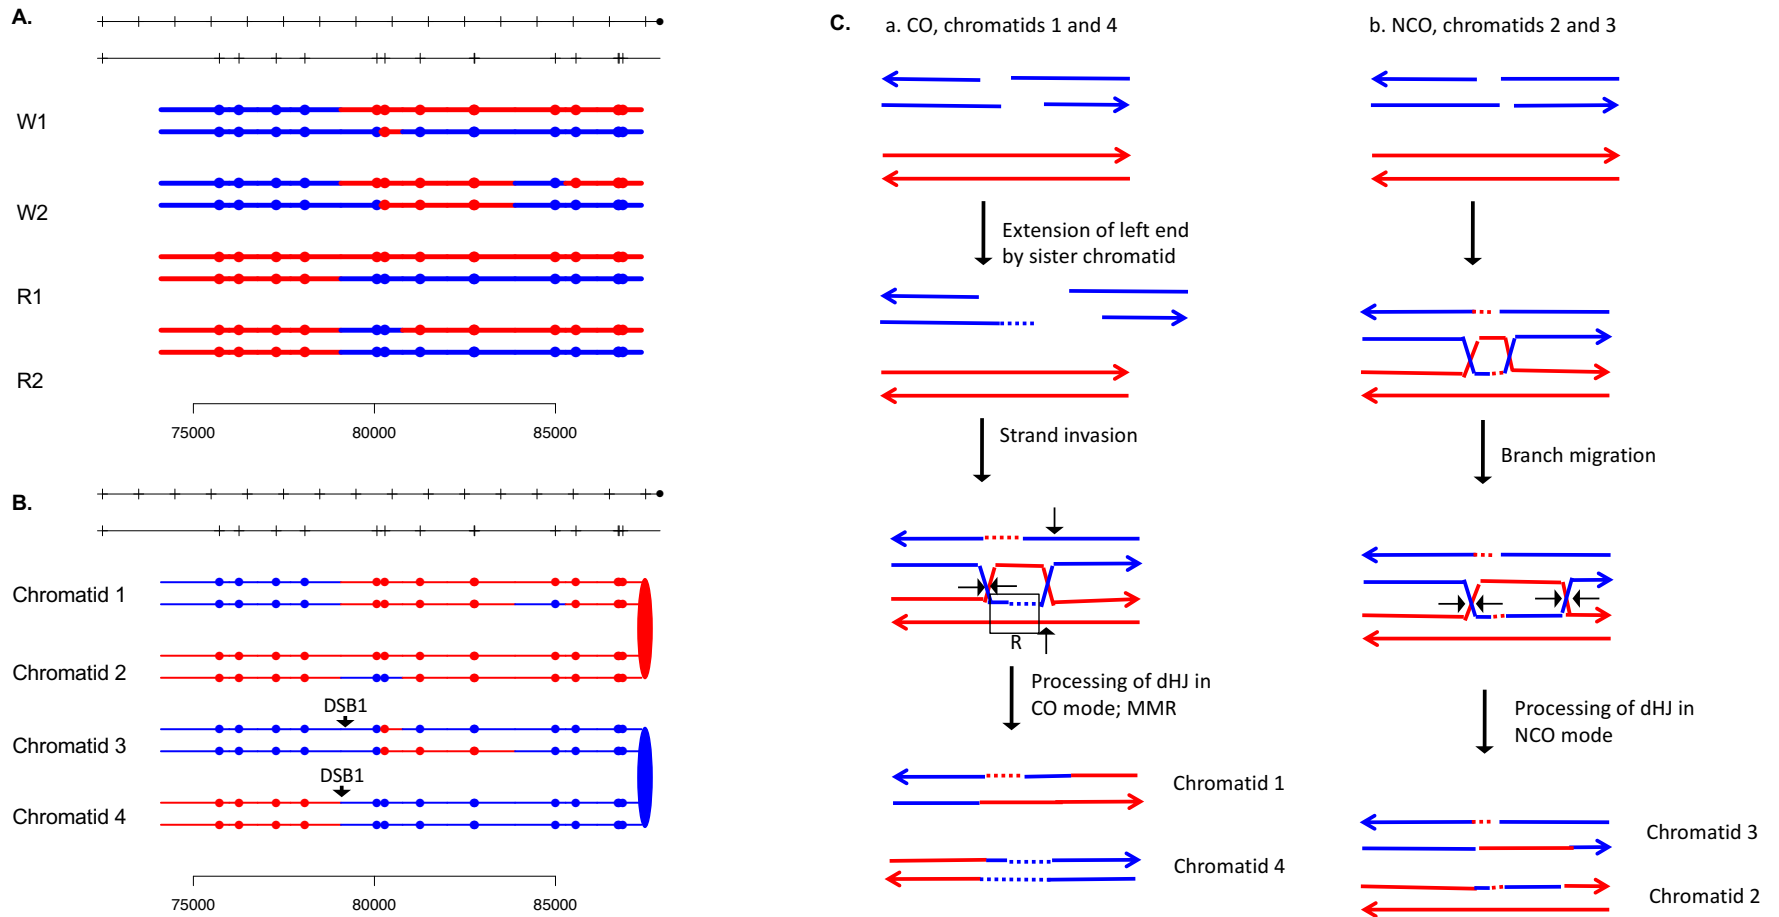 A.
W1
W2
R1
R2
75000 80000 85000
B.
Chromatid 1
Chromatid 2
DSB1
Chromatid 3
DSB1
Chromatid 4
75000 80000 85000
C.
a. CO, chromatids 1 and 4
Extension of left end
by sister chromatid
Strand invasion
R
Processing of dHJ in
CO mode; MMR
Chromatid 1
Chromatid 4
b. NCO, chromatids 2 and 3
Branch migration
Processing of dHJ in
NCO mode
Chromatid 3
Chromatid 2